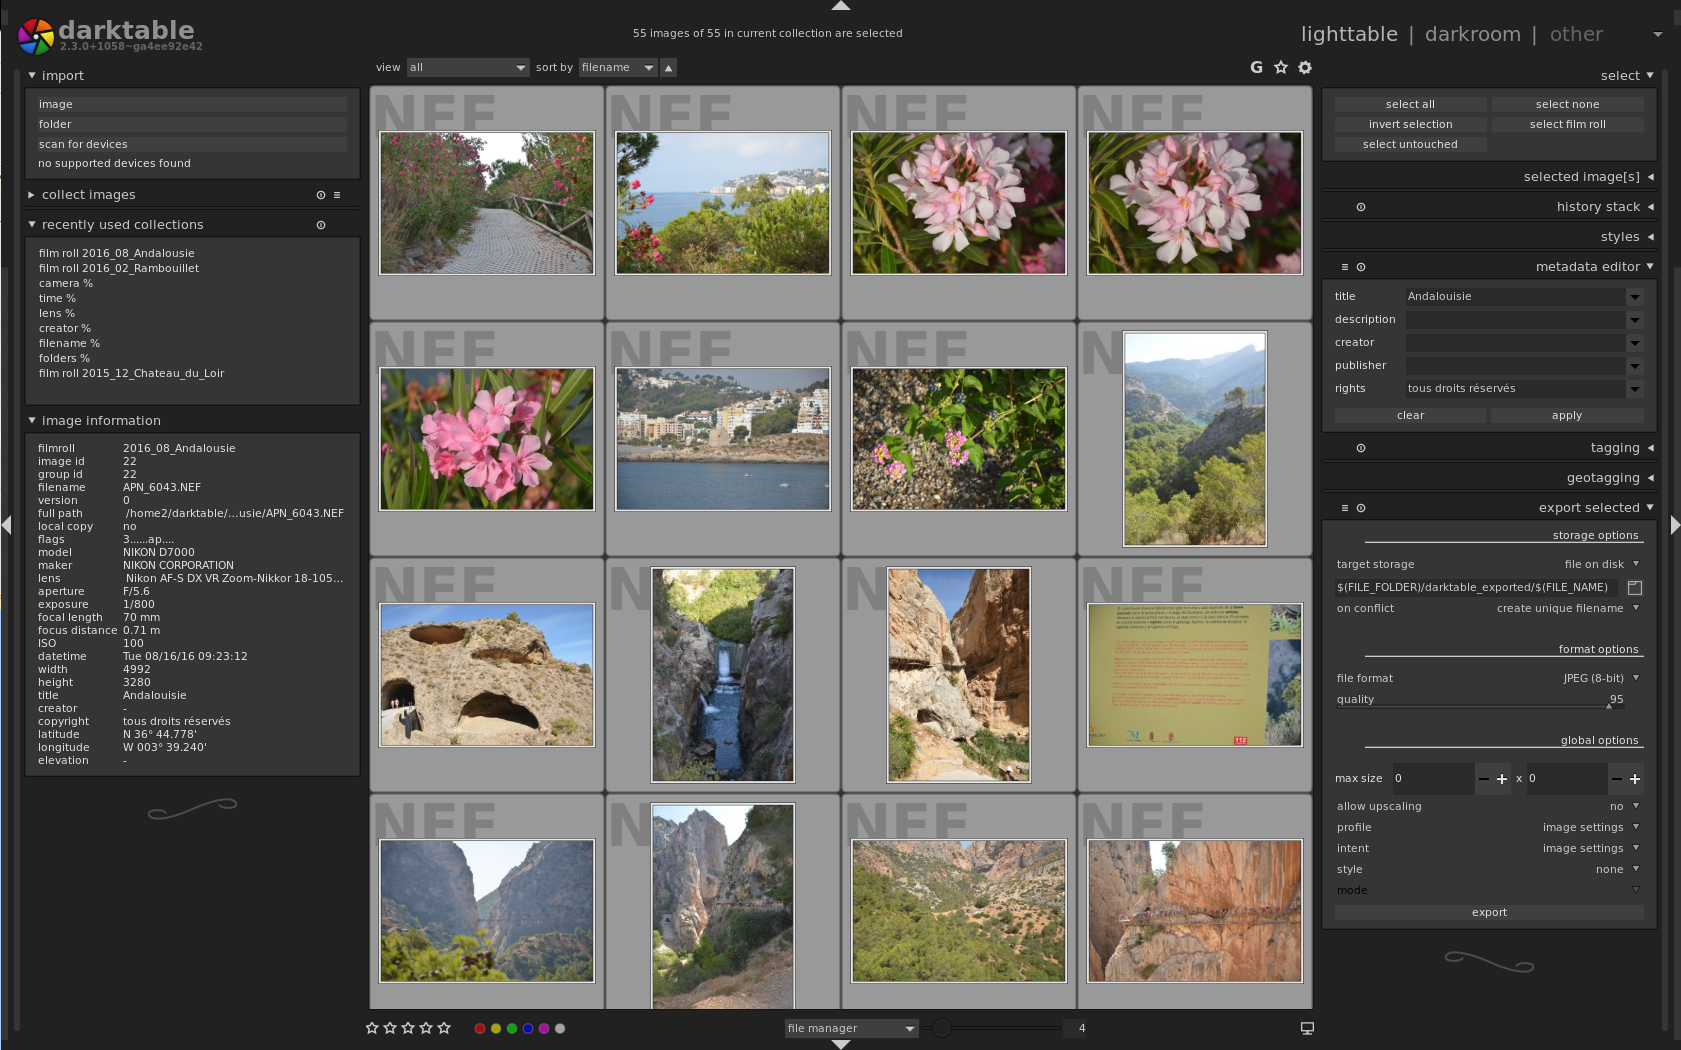 darktable
2.3.0+1058~ga4ee92e42
55 images of 55 in current collection are selected
lighttable | darkroom | other
view all sort by filename
G
import
image
folder
scan for devices
no supported devices found
collect images
recently used collections
film roll 2016_08_Andalousie
film roll 2016_02_Rambouillet
camera %
time %
lens %
creator %
filename %
folders %
film roll 2015_12_Chateau_du_Loir
image information
filmroll 2016_08_Andalousie
image id 22
group id 22
filename APN_6043.NEF
version 0
full path /home2/darktable/...usie/APN_6043.NEF
local copy no
flags 3......ap....
model NIKON D7000
maker NIKON CORPORATION
lens Nikon AF-S DX VR Zoom-Nikkor 18-105...
aperture F/5.6
exposure 1/800
focal length 70 mm
focus distance 0.71 m
ISO 100
datetime Tue 08/16/16 09:23:12
width 4992
height 3280
title Andalouisie
creator -
copyright tous droits réservés
latitude N 36° 44.778'
longitude W 003° 39.240'
elevation -
NEF NEF NEF NEF
NEF NEF NEF N
NEF N N NEF
112
NEF N NEF NEF
file manager 4
select
select all select none
invert selection select film roll
select untouched
selected image[s]
history stack
styles
metadata editor
title Andalouisie
description
creator
publisher
rights tous droits réservés
clear apply
tagging
geotagging
export selected
storage options
target storage file on disk
$(FILE_FOLDER)/darktable_exported/$(FILE_NAME)
on conflict create unique filename
format options
file format JPEG (8-bit)
quality 95
global options
max size 0 − + x 0 − +
allow upscaling no
profile image settings
intent image settings
style none
mode
export